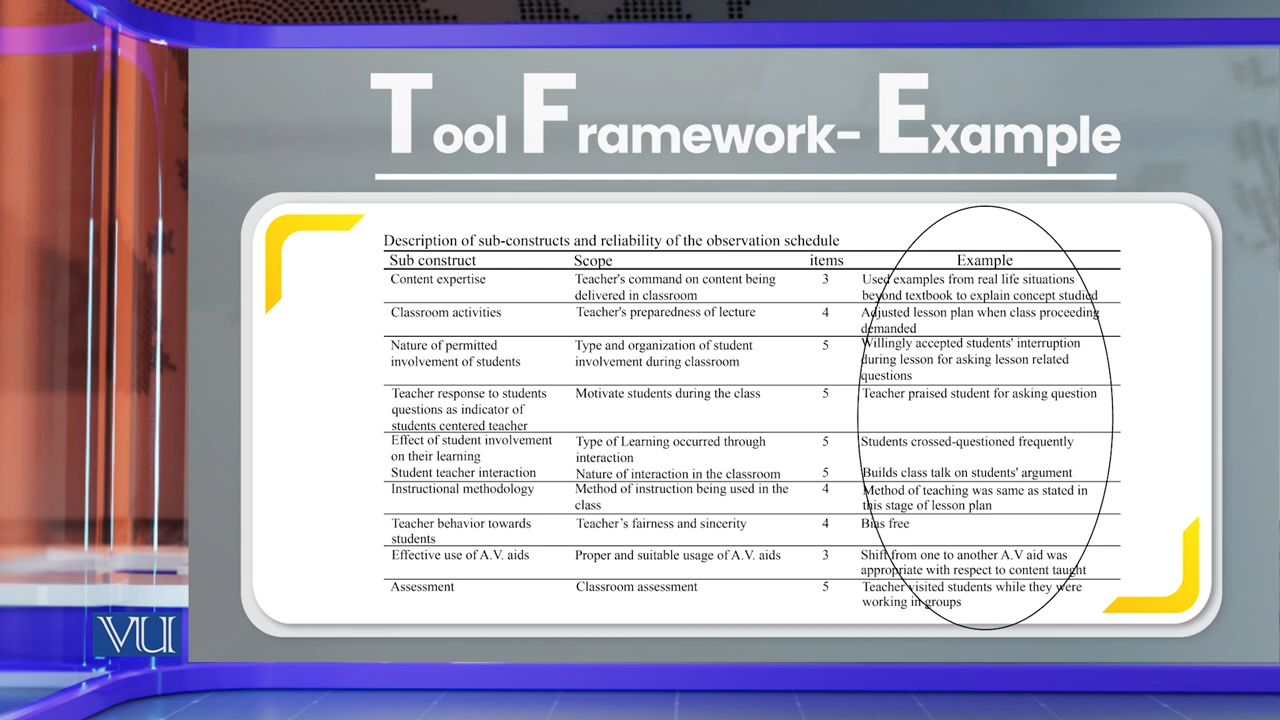 Tool Framework- Example
Description of sub-constructs and reliability of the observation schedule
Sub construct Scope items Example
Content expertise Teacher's command on content being delivered in classroom 3 Used examples from real life situations beyond textbook to explain concept studied
Classroom activities Teacher's preparedness of lecture 4 Adjusted lesson plan when class proceeding demanded
Nature of permitted involvement of students Type and organization of student involvement during classroom 5 Willingly accepted students' interruption during lesson for asking lesson related questions
Teacher response to students questions as indicator of students centered teacher Motivate students during the class 5 Teacher praised student for asking question
Effect of student involvement on their learning Type of Learning occurred through interaction 5 Students crossed-questioned frequently
Student teacher interaction Nature of interaction in the classroom 5 Builds class talk on students' argument
Instructional methodology Method of instruction being used in the class 4 Method of teaching was same as stated in this stage of lesson plan
Teacher behavior towards students Teacher's fairness and sincerity 4 Bias free
Effective use of A.V. aids Proper and suitable usage of A.V. aids 3 Shift from one to another A.V aid was appropriate with respect to content taught
Assessment Classroom assessment 5 Teacher visited students while they were working in groups
VU